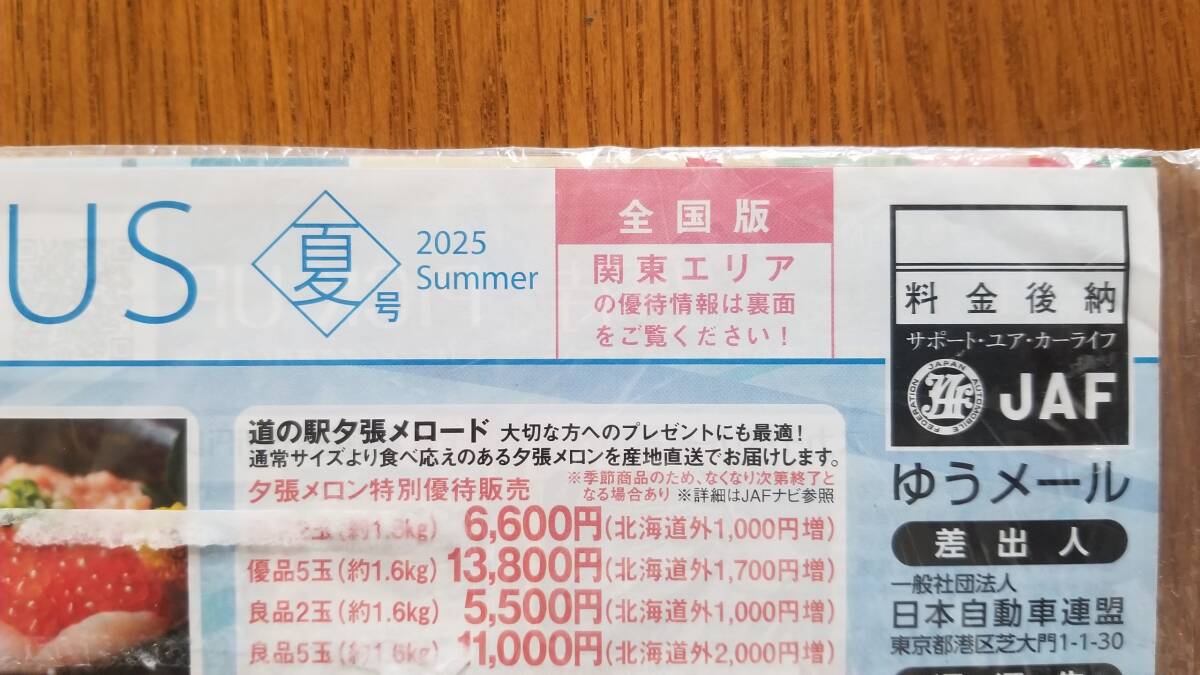 US
夏号
2025
Summer
全国版
関東エリア
の優待情報は裏面
をご覧ください!
料金後納
サポート・ユア・カーライフ
JAPAN AUTOMOBILE FEDERATION
JAF
ゆうメール
差出人
一般社団法人
日本自動車連盟
東京都港区芝大門1-1-30
道の駅夕張メロード 大切な方へのプレゼントにも最適!
通常サイズより食べ応えのある夕張メロンを産地直送でお届けします。
夕張メロン特別優待販売 ※季節商品のため、なくなり次第終了と
なる場合あり ※詳細はJAFナビ参照
2玉(約1.6kg) 6,600円(北海道外1,000円増)
優品5玉(約1.6kg) 13,800円(北海道外1,700円増)
良品2玉(約1.6kg) 5,500円(北海道外1,000円増)
良品5玉(約1.6kg) 11,000円(北海道外2,000円増)